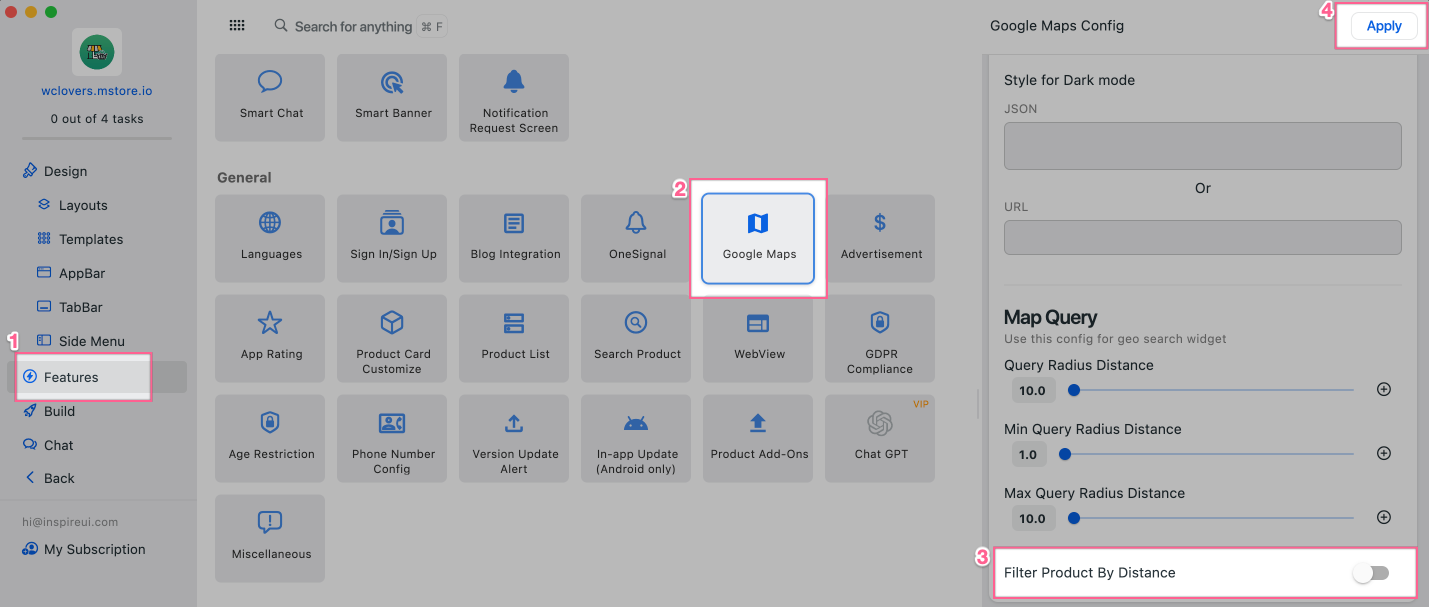 Search for anything ⌘ F
Google Maps Config
4
Apply
wclovers.mstore.io
0 out of 4 tasks
Design
Layouts
Templates
AppBar
TabBar
Side Menu
1
Features
Build
Chat
Back
hi@inspireui.com
My Subscription
Smart Chat
Smart Banner
Notification
Request Screen
General
Languages
Sign In/Sign Up
Blog Integration
OneSignal
2
Google Maps
Advertisement
App Rating
Product Card
Customize
Product List
Search Product
WebView
GDPR
Compliance
Age Restriction
Phone Number
Config
Version Update
Alert
In-app Update
(Android only)
Product Add-Ons
VIP
Chat GPT
Miscellaneous
Style for Dark mode
JSON
Or
URL
Map Query
Use this config for geo search widget
Query Radius Distance
10.0
Min Query Radius Distance
1.0
Max Query Radius Distance
10.0
3
Filter Product By Distance